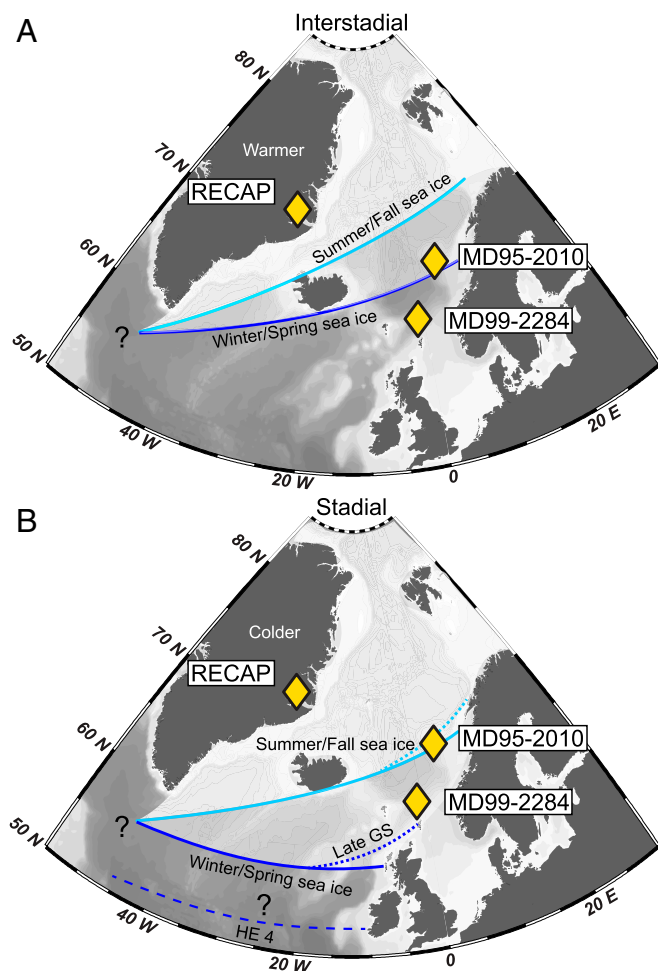 A
Interstadial
80 N
Warmer
70 N
RECAP
Summer/Fall sea ice
MD95-2010
60 N
MD99-2284
Winter/Spring sea ice
?
50 N
40 W
20 W
0
20 E
B
Stadial
80 N
Colder
70 N
RECAP
Summer/Fall sea ice
MD95-2010
60 N
MD99-2284
?
Late GS
Winter/Spring sea ice
50 N
?
HE 4
40 W
20 W
0
20 E